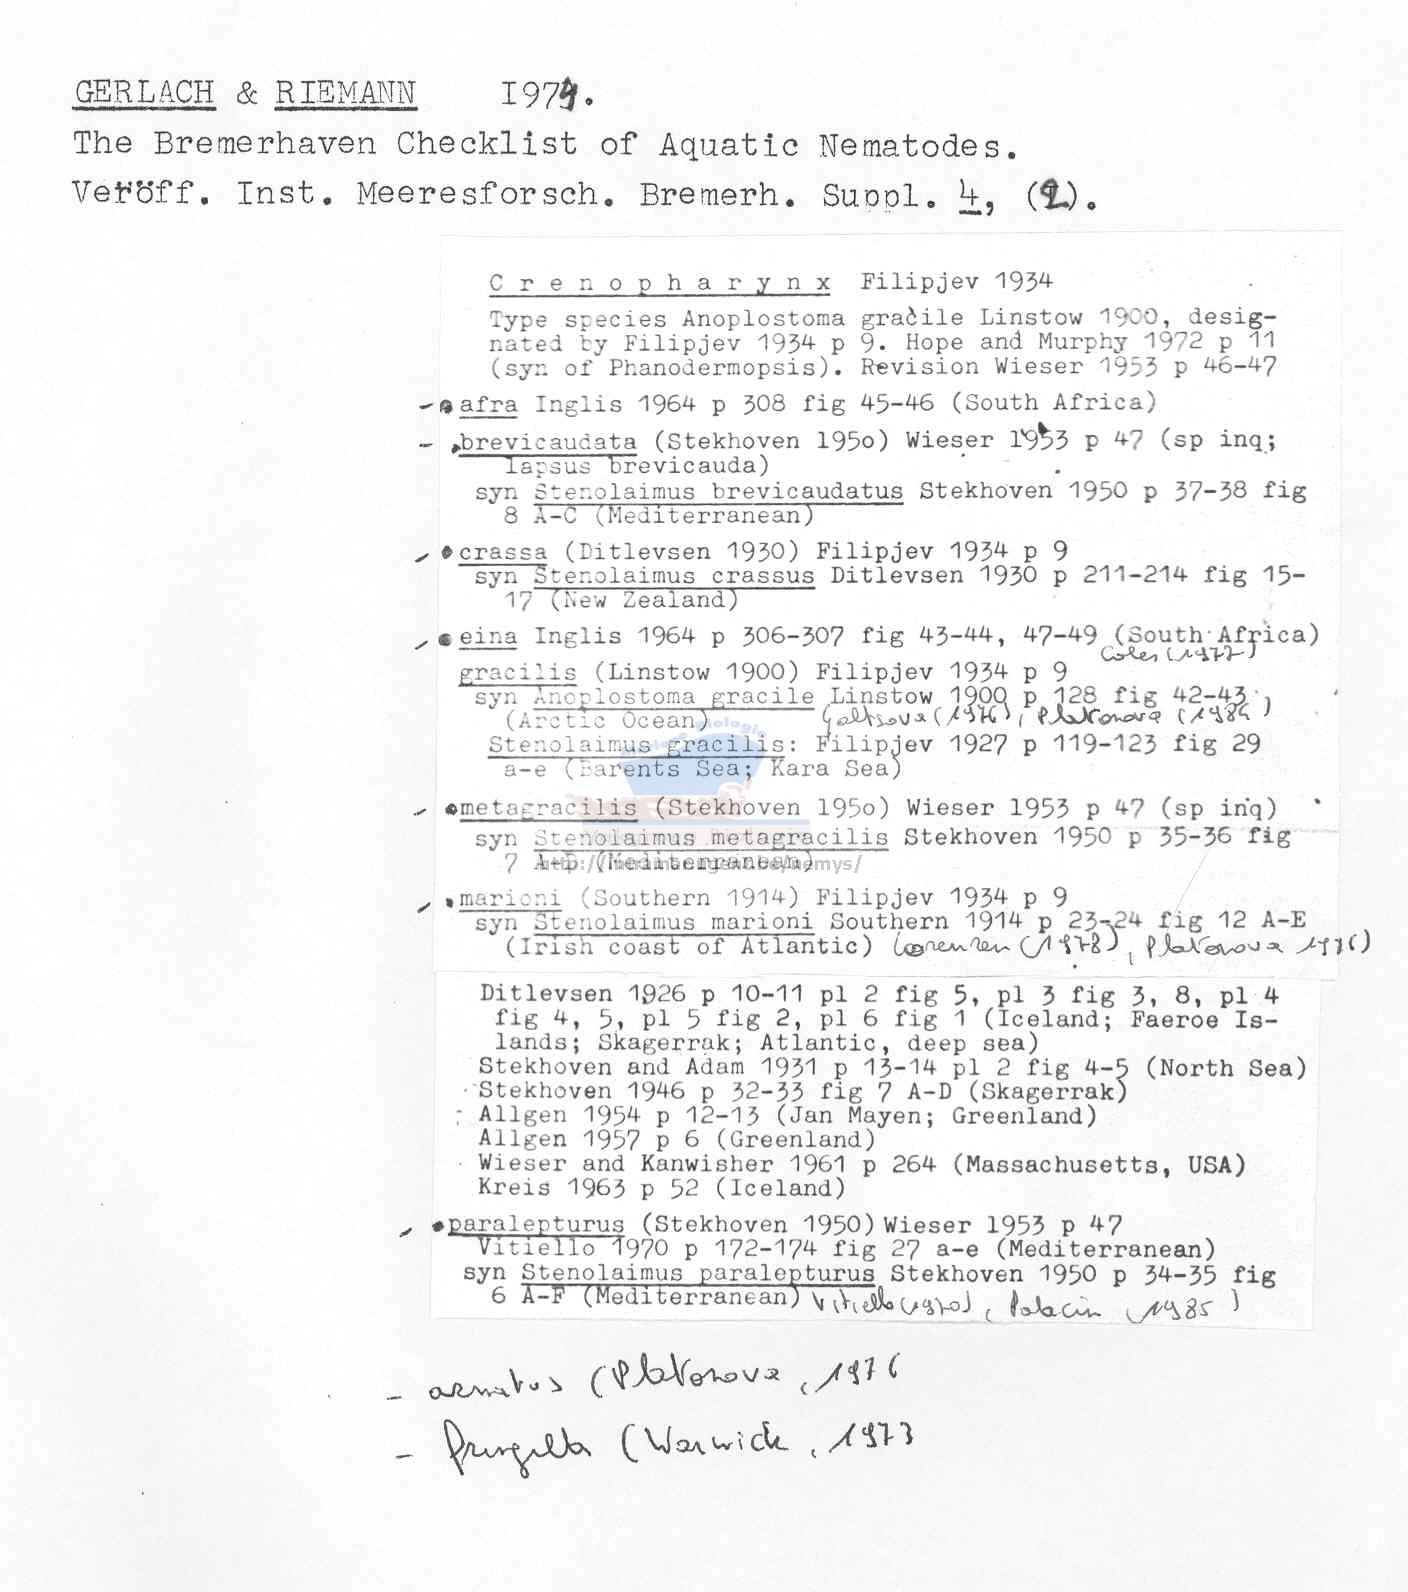 GERLACH & RIEMANN I974.
The Bremerhaven Checklist of Aquatic Nematodes.
Veröff. Inst. Meeresforsch. Bremerh. Suppl. 4, (2).
Crenopharynx Filipjev 1934
Type species Anoplostoma gracile Linstow 1900, desig-
nated by Filipjev 1934 p 9. Hope and Murphy 1972 p 11
(syn of Phanodermopsis). Revision Wieser 1953 p 46-47
- afra Inglis 1964 p 308 fig 45-46 (South Africa)
- brevicaudata (Stekhoven 195o) Wieser 1953 p 47 (sp inq;
lapsus brevicauda)
syn Stenolaimus brevicaudatus Stekhoven 1950 p 37-38 fig
8 A-C (Mediterranean)
- crassa (Ditlevsen 1930) Filipjev 1934 p 9
syn Stenolaimus crassus Ditlevsen 1930 p 211-214 fig 15-
17 (New Zealand)
- eina Inglis 1964 p 306-307 fig 43-44, 47-49 (South Africa)
Coles (1977)
gracilis (Linstow 1900) Filipjev 1934 p 9
syn Anoplostoma gracile Linstow 1900 p 128 fig 42-43
(Arctic Ocean) Galtsova (1976), Platonova (1984)
Stenolaimus gracilis: Filipjev 1927 p 119-123 fig 29
a-e (Barents Sea; Kara Sea)
- metagracilis (Stekhoven 195o) Wieser 1953 p 47 (sp inq)
syn Stenolaimus metagracilis Stekhoven 1950 p 35-36 fig
7 A-D (Mediterranean)
- marioni (Southern 1914) Filipjev 1934 p 9
syn Stenolaimus marioni Southern 1914 p 23-24 fig 12 A-E
(Irish coast of Atlantic) Lorenzen (1978), Platonova 1976)
Ditlevsen 1926 p 10-11 pl 2 fig 5, pl 3 fig 3, 8, pl 4
fig 4, 5, pl 5 fig 2, pl 6 fig 1 (Iceland; Faeroe Is-
lands; Skagerrak; Atlantic, deep sea)
Stekhoven and Adam 1931 p 13-14 pl 2 fig 4-5 (North Sea)
Stekhoven 1946 p 32-33 fig 7 A-D (Skagerrak)
Allgen 1954 p 12-13 (Jan Mayen; Greenland)
Allgen 1957 p 6 (Greenland)
Wieser and Kanwisher 1961 p 264 (Massachusetts, USA)
Kreis 1963 p 52 (Iceland)
- paralepturus (Stekhoven 1950) Wieser 1953 p 47
Vitiello 1970 p 172-174 fig 27 a-e (Mediterranean)
syn Stenolaimus paralepturus Stekhoven 1950 p 34-35 fig
6 A-F (Mediterranean) Vitiello (1970), Palacin (1985)
- armatus (Platonova, 1976
- fringilla (Warwick, 1973